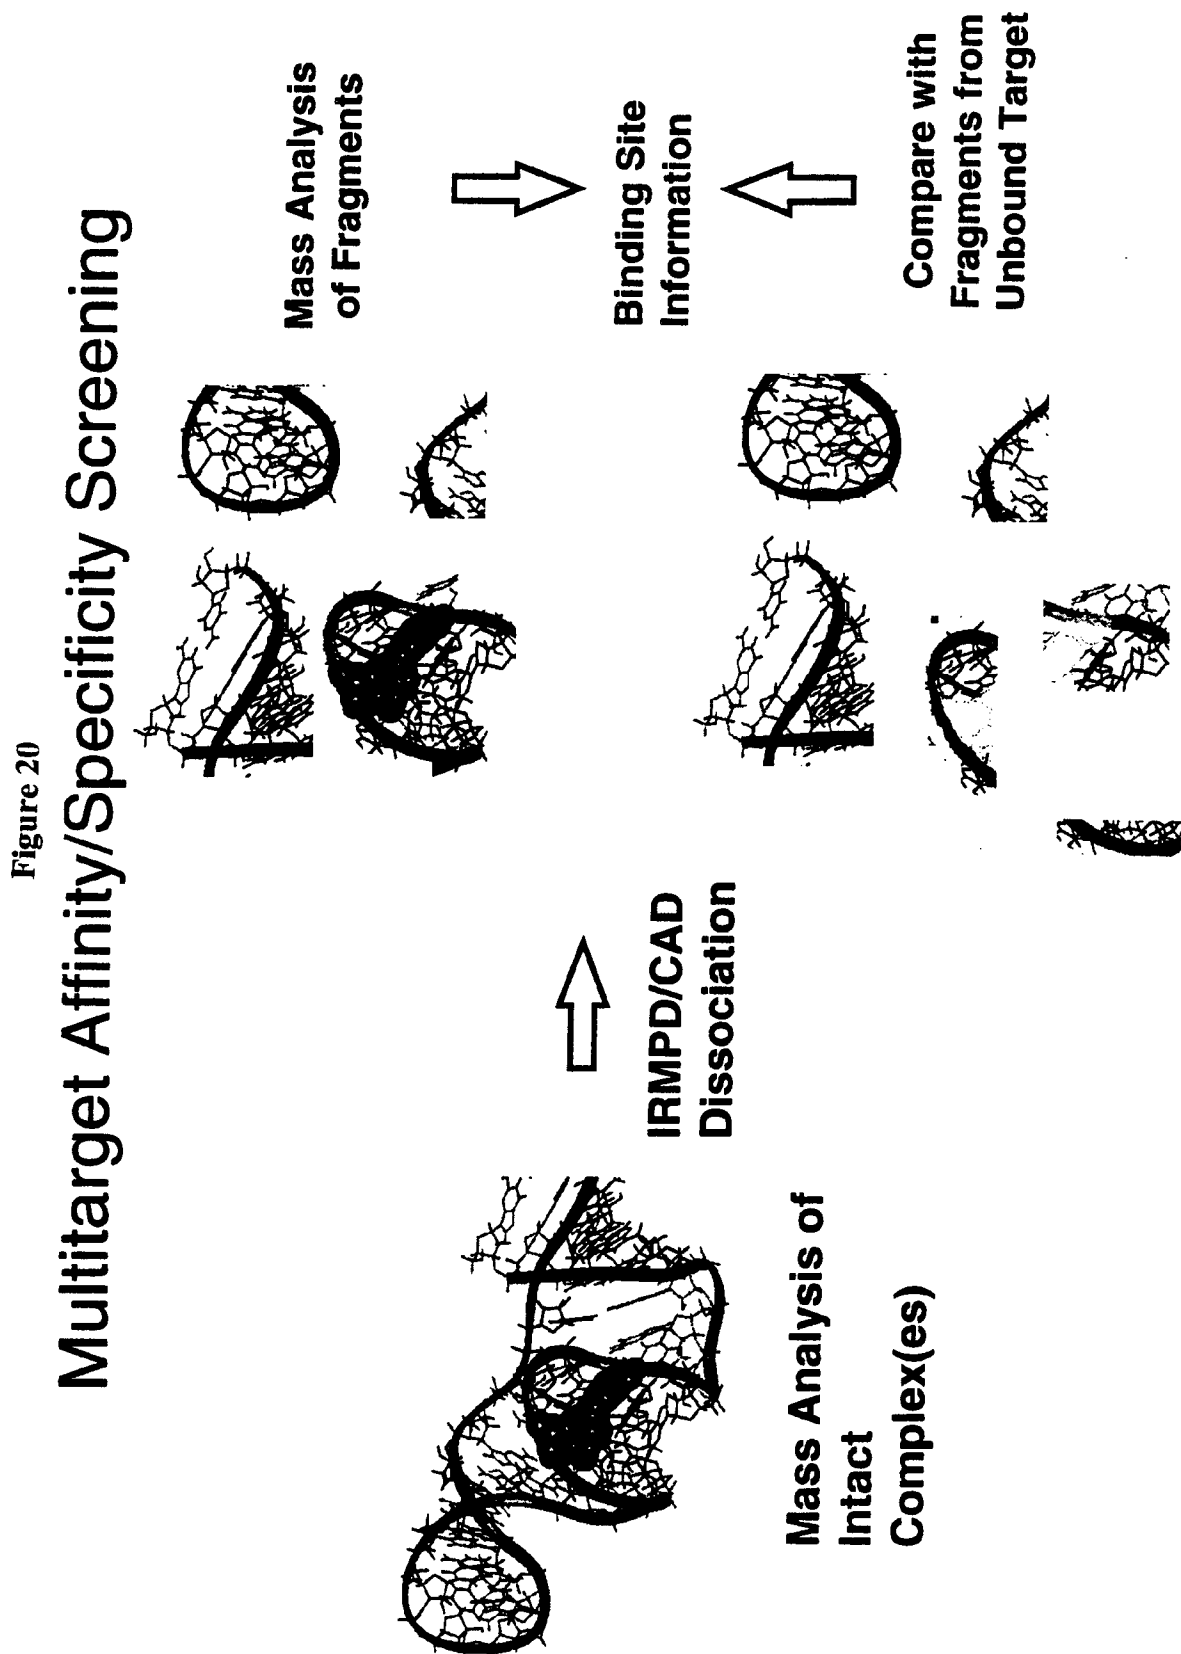 Figure 20
Multitarget Affinity/Specificity Screening
Mass Analysis of
Intact
Complex(es)
IRMPD/CAD
Dissociation
Mass Analysis
of Fragments
Binding Site
Information
Compare with
Fragments from
Unbound Target